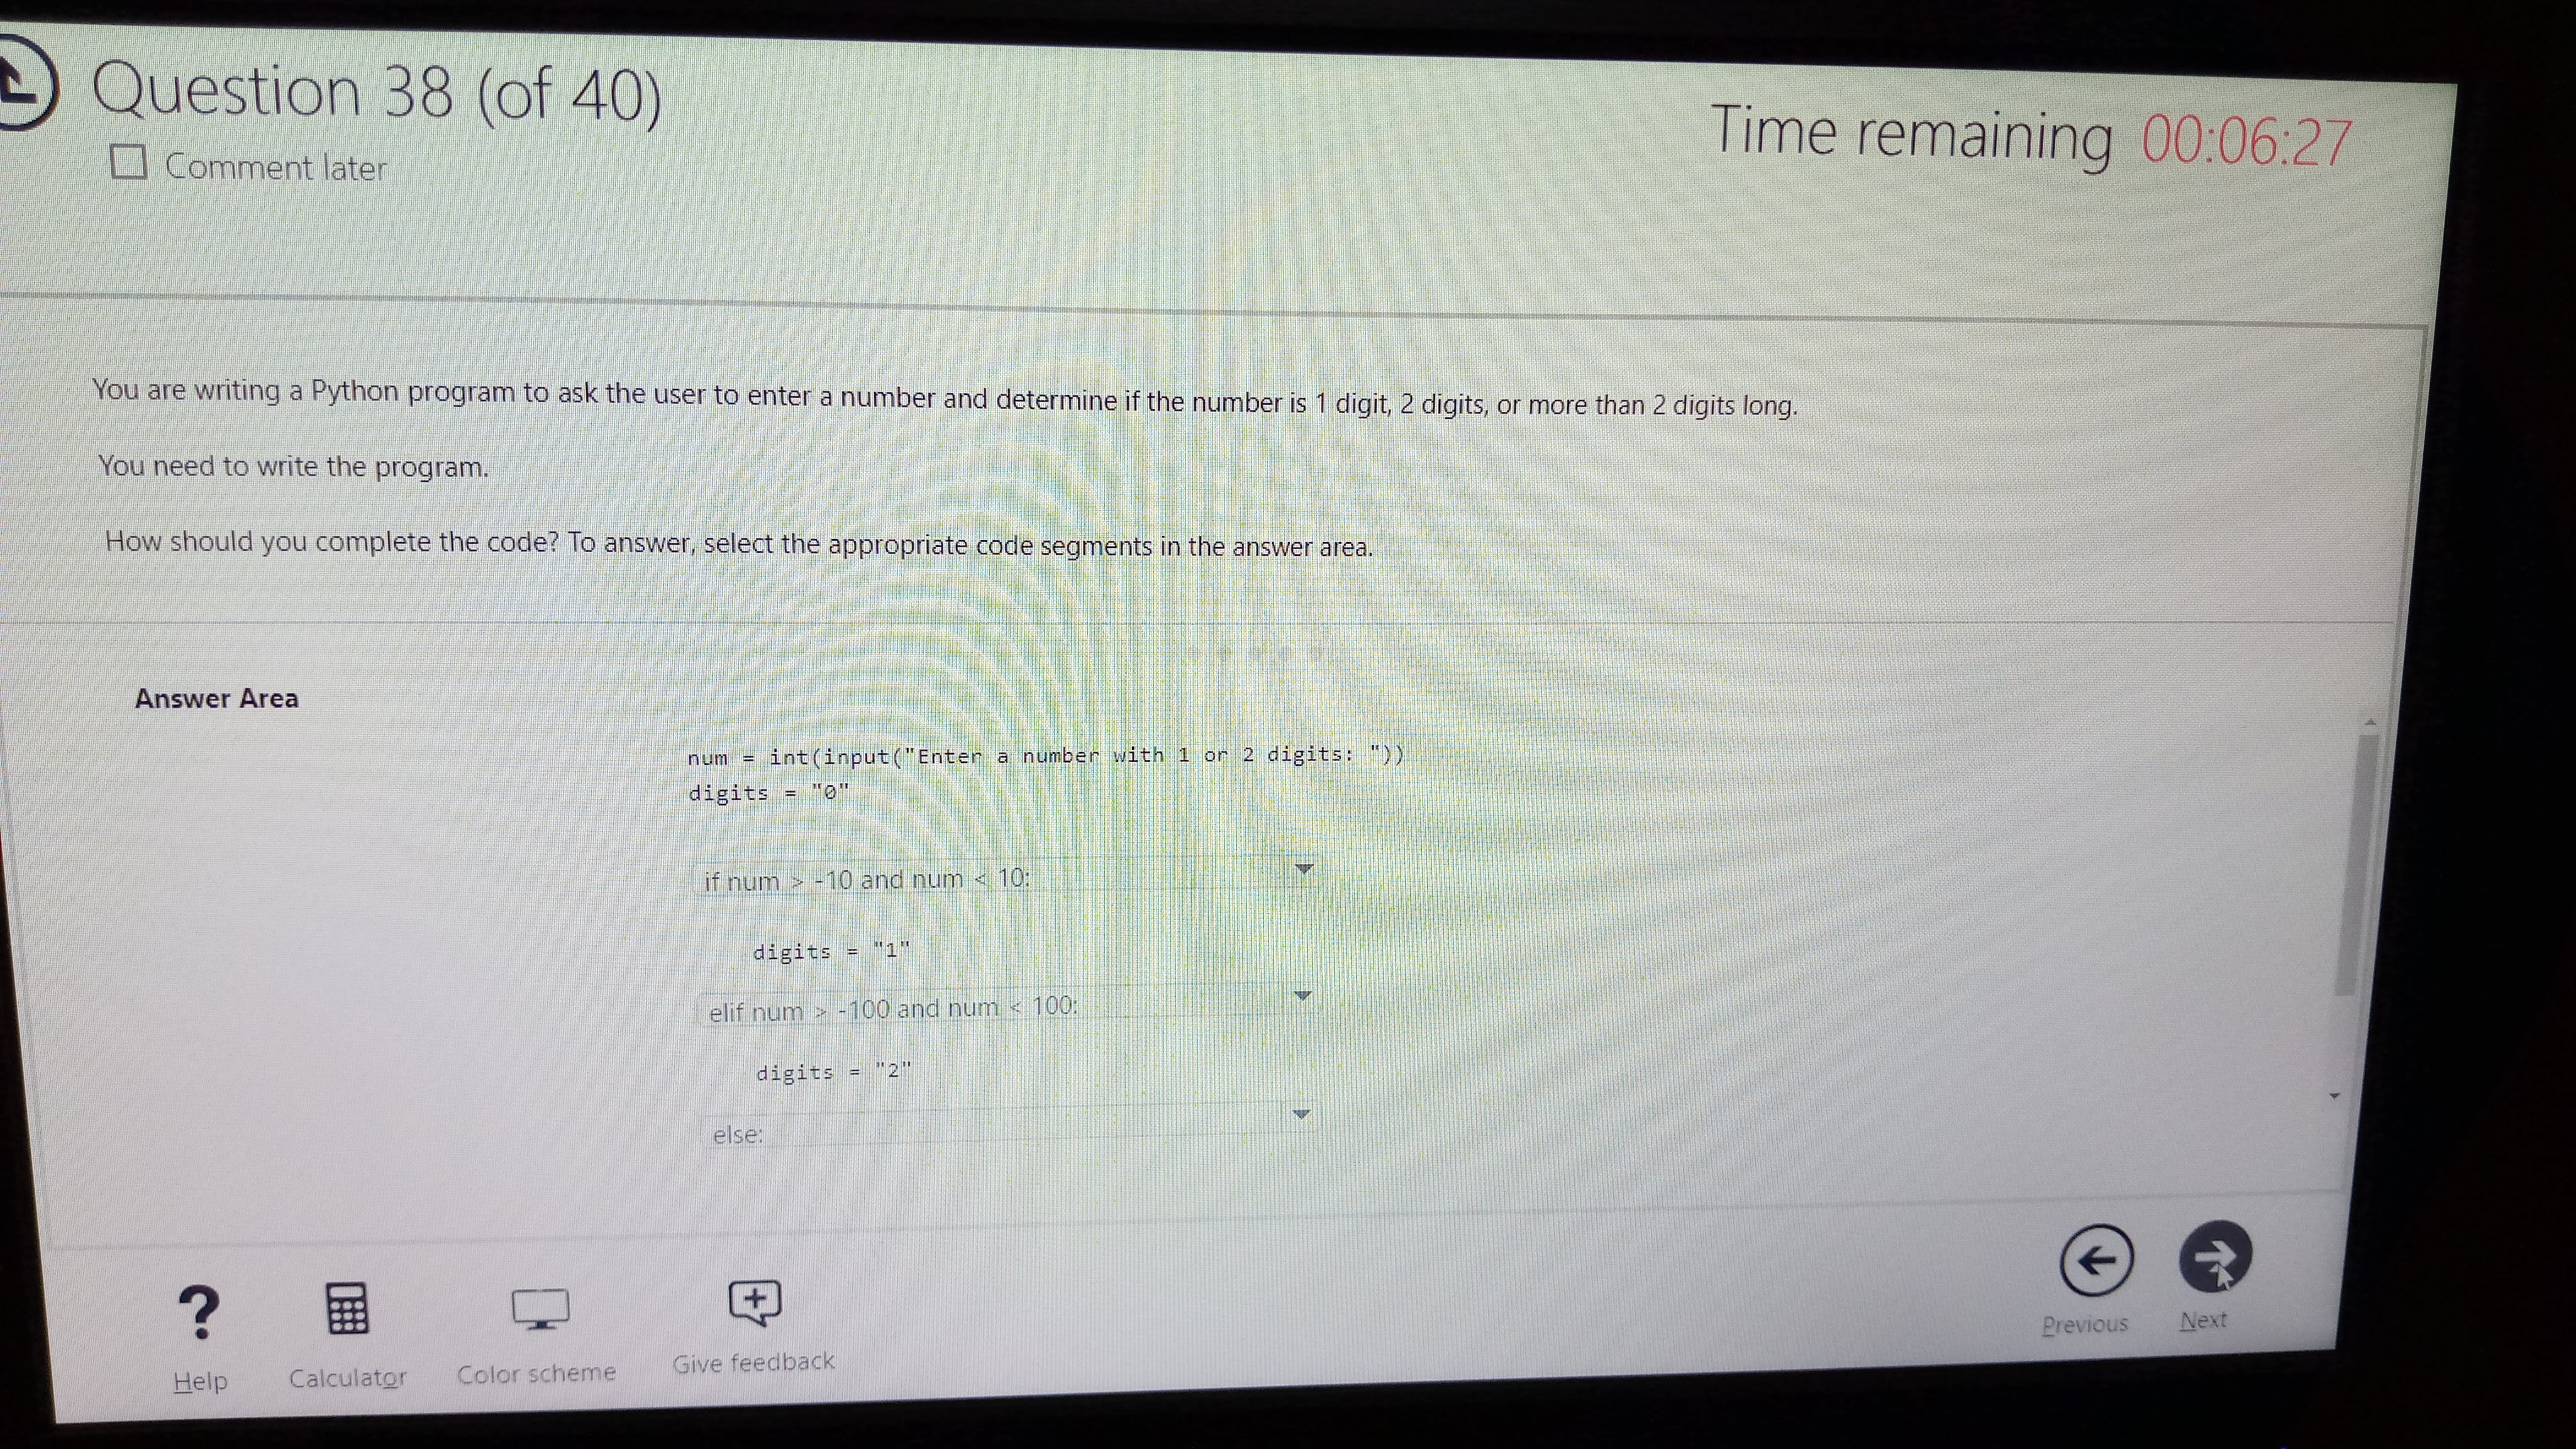 Question 38 (of 40)
Time remaining 00:06:27
Comment later
You are writing a Python program to ask the user to enter a number and determine if the number is 1 digit, 2 digits, or more than 2 digits long.
You need to write the program.
How should you complete the code? To answer, select the appropriate code segments in the answer area.
Answer Area
num = int(input("Enter a number with 1 or 2 digits: "))
digits = "0"
if num > -10 and num < 10:
digits = "1"
elif num > -100 and num < 100:
digits = "2"
else:
Help
Calculator
Color scheme
Give feedback
Previous
Next